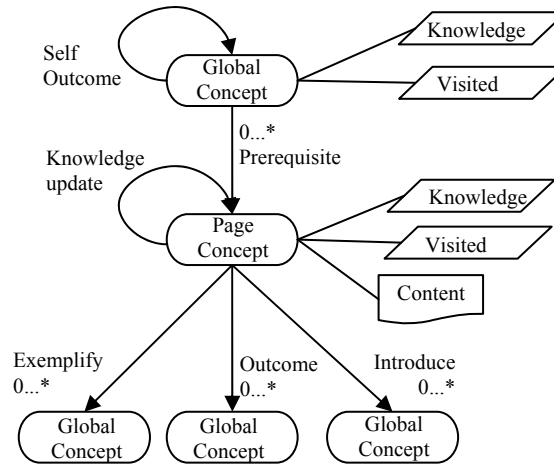 Self
Outcome
Global
Concept
Knowledge
Visited
0...*
Prerequisite
Knowledge
update
Page
Concept
Knowledge
Visited
Content
Exemplify
0...*
Outcome
0...*
Introduce
0...*
Global
Concept
Global
Concept
Global
Concept